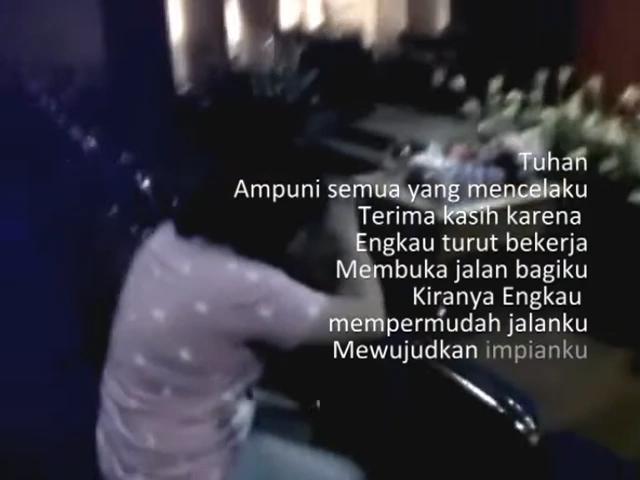 Tuhan
Ampuni semua yang mencelaku
Terima kasih karena
Engkau turut bekerja
Membuka jalan bagiku
Kiranya Engkau
mempermudah jalanku
Mewujudkan impianku